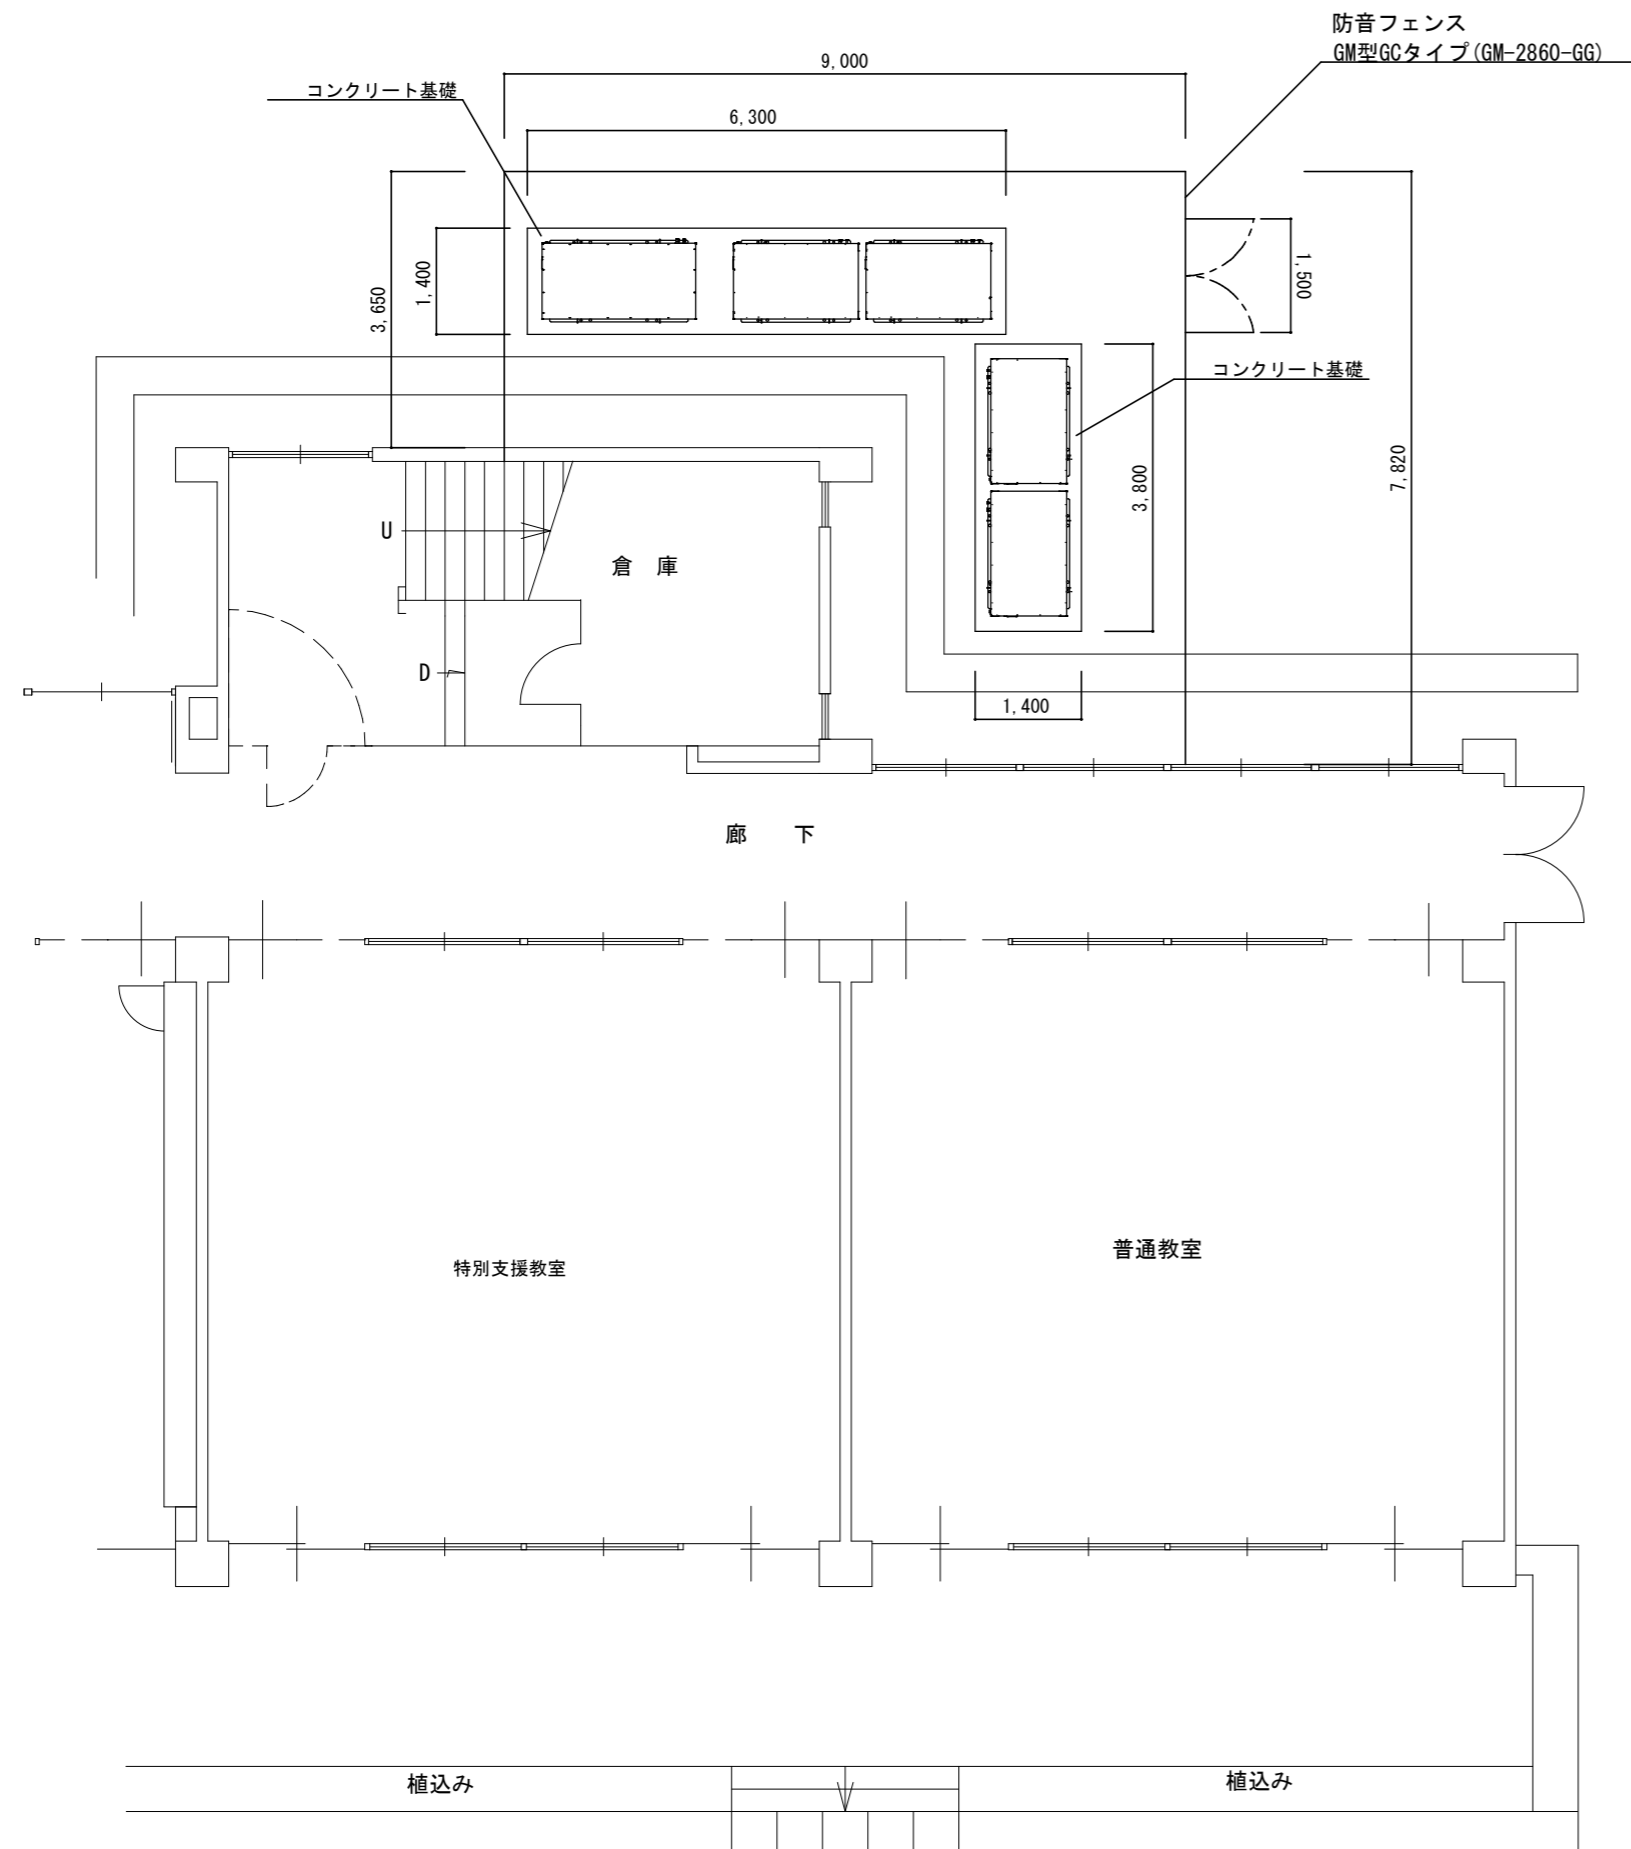 防音フェンス
GM型GCタイプ(GM-2860-GG)
9,000
コンクリート基礎
6,300
3,650
1,400
1,500
コンクリート基礎
3,800
7,820
U
倉 庫
D
1,400
廊 下
特別支援教室
普通教室
植込み
植込み